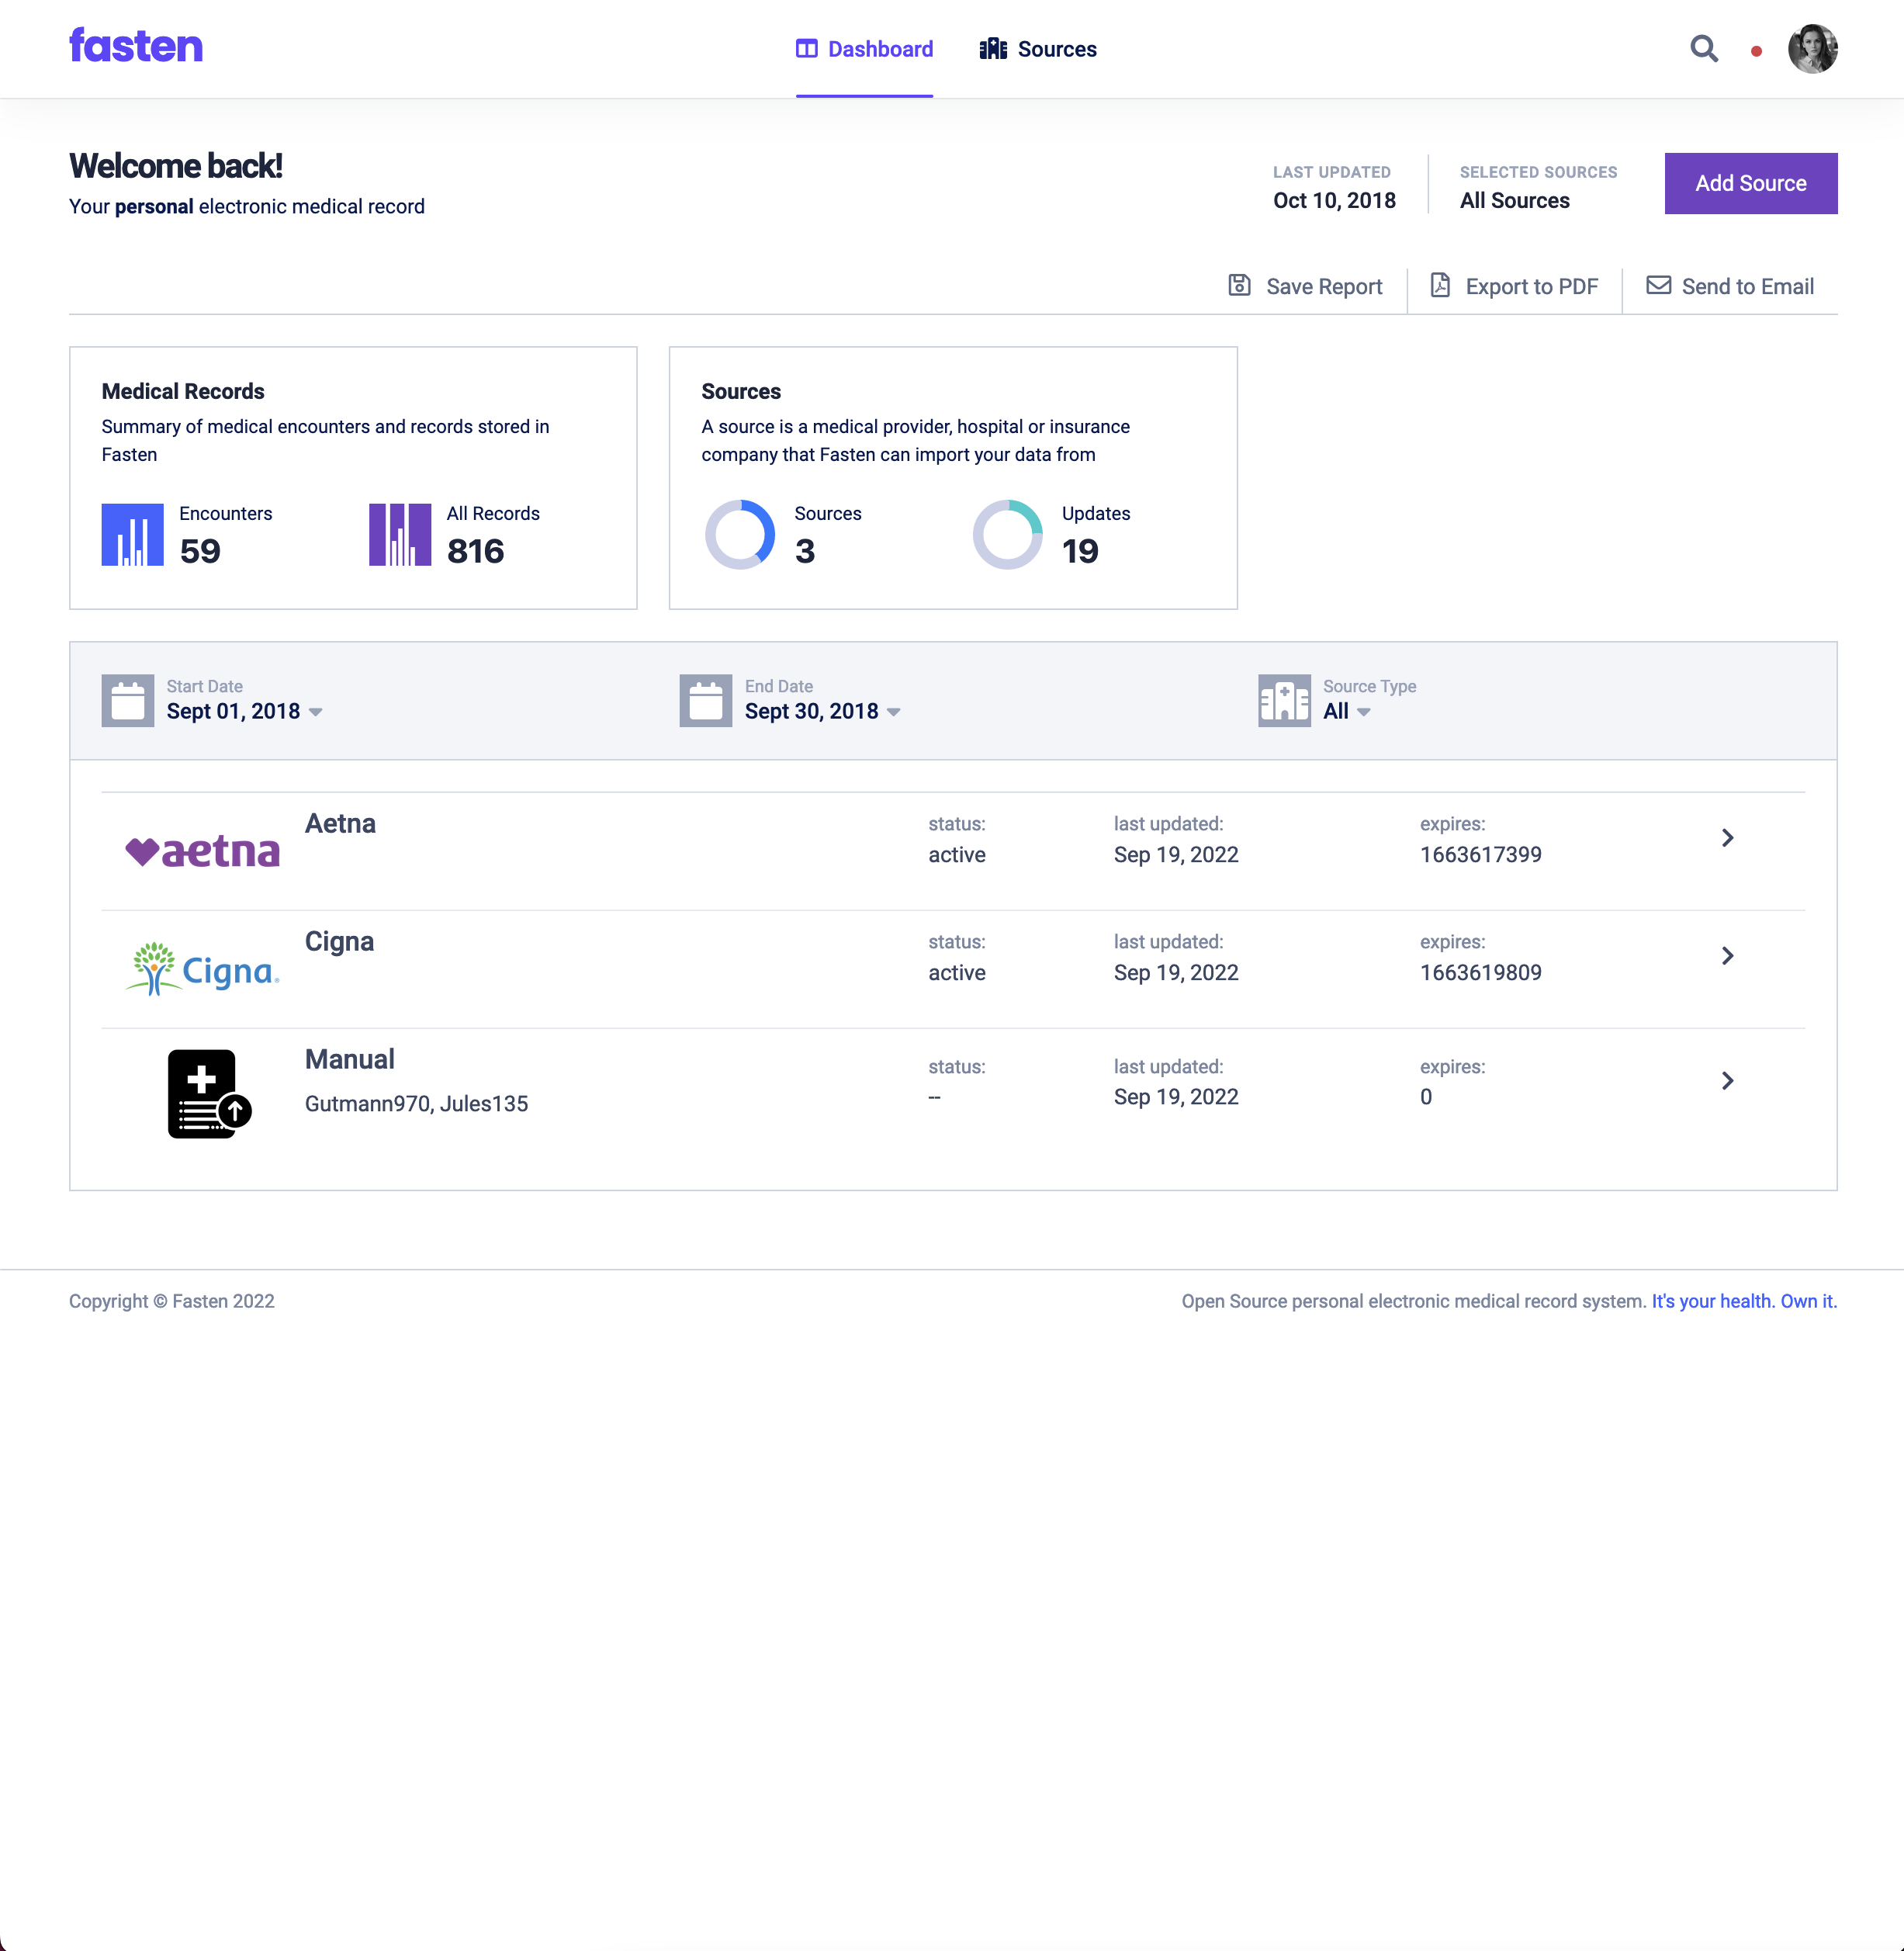 fasten
Dashboard
Sources
Welcome back!
Your personal electronic medical record
LAST UPDATED
Oct 10, 2018
SELECTED SOURCES
All Sources
Add Source
Save Report
Export to PDF
Send to Email
Medical Records
Summary of medical encounters and records stored in
Fasten
Encounters
59
All Records
816
Sources
A source is a medical provider, hospital or insurance
company that Fasten can import your data from
Sources
3
Updates
19
Start Date
Sept 01, 2018
End Date
Sept 30, 2018
Source Type
All
aetna
Aetna
status:
active
last updated:
Sep 19, 2022
expires:
1663617399
Cigna®
Cigna
status:
active
last updated:
Sep 19, 2022
expires:
1663619809
Manual
Gutmann970, Jules135
status:
--
last updated:
Sep 19, 2022
expires:
0
Copyright © Fasten 2022
Open Source personal electronic medical record system. It's your health. Own it.